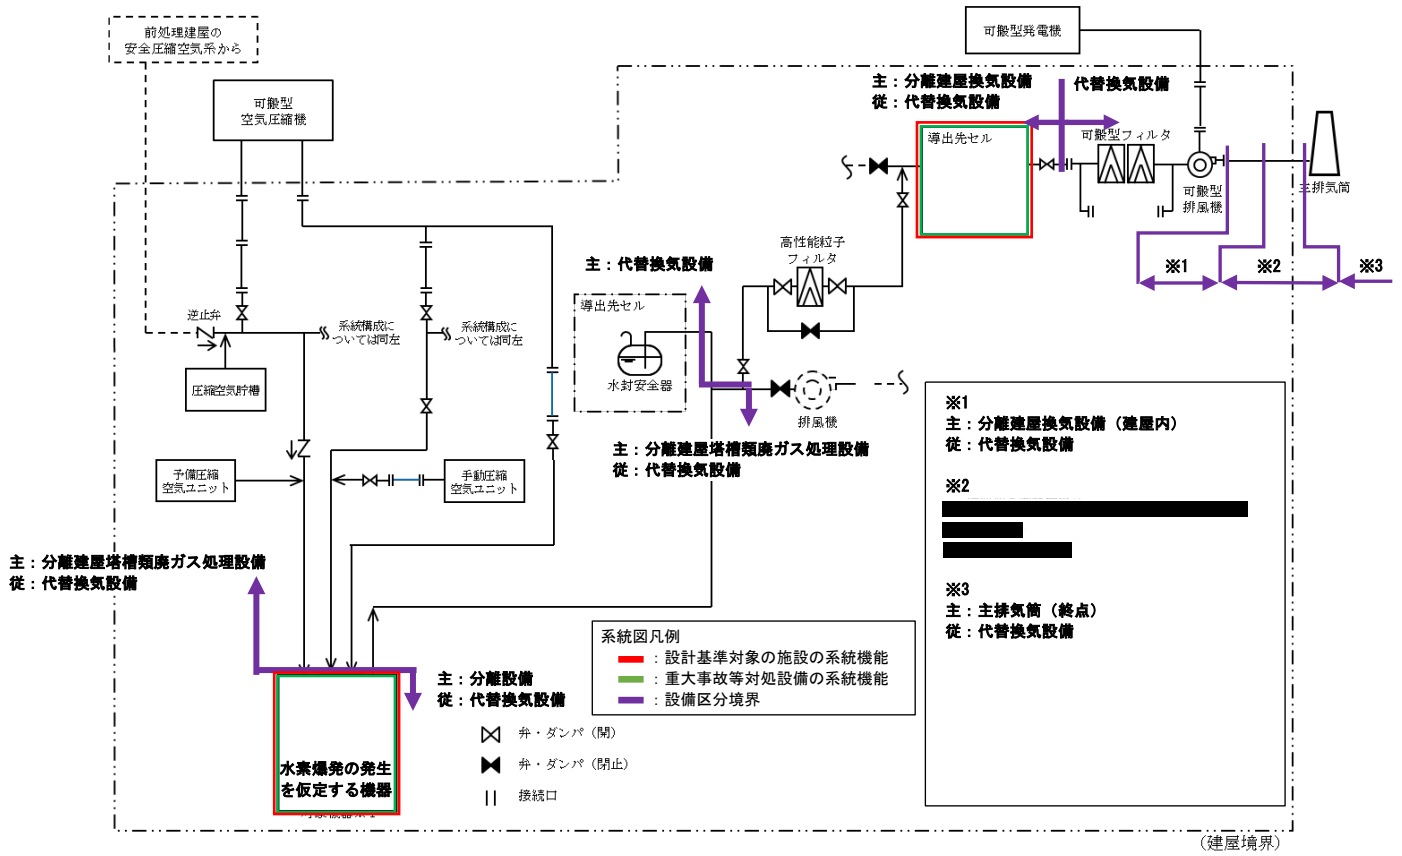 前処理建屋の
安全圧縮空気系から
可搬型
空気圧縮機
可搬型発電機
主：分離建屋換気設備
従：代替換気設備
代替換気設備
導出先セル
可搬型フィルタ
可搬型
排風機
主排気筒
※1
※2
※3
高性能粒子
フィルタ
主：代替換気設備
導出先セル
水封安全器
排風機
逆止弁
系統構成に
ついては同左
系統構成に
ついては同左
圧縮空気貯槽
予備圧縮
空気ユニット
手動圧縮
空気ユニット
主：分離建屋塔槽類廃ガス処理設備
従：代替換気設備
主：分離建屋塔槽類廃ガス処理設備
従：代替換気設備
主：分離設備
従：代替換気設備
水素爆発の発生
を仮定する機器
※1
主：分離建屋換気設備（建屋内）
従：代替換気設備
※2
※3
主：主排気筒（終点）
従：代替換気設備
系統図凡例
：設計基準対象の施設の系統機能
：重大事故等対処設備の系統機能
：設備区分境界
弁・ダンパ（開）
弁・ダンパ（閉止）
接続口
（建屋境界）